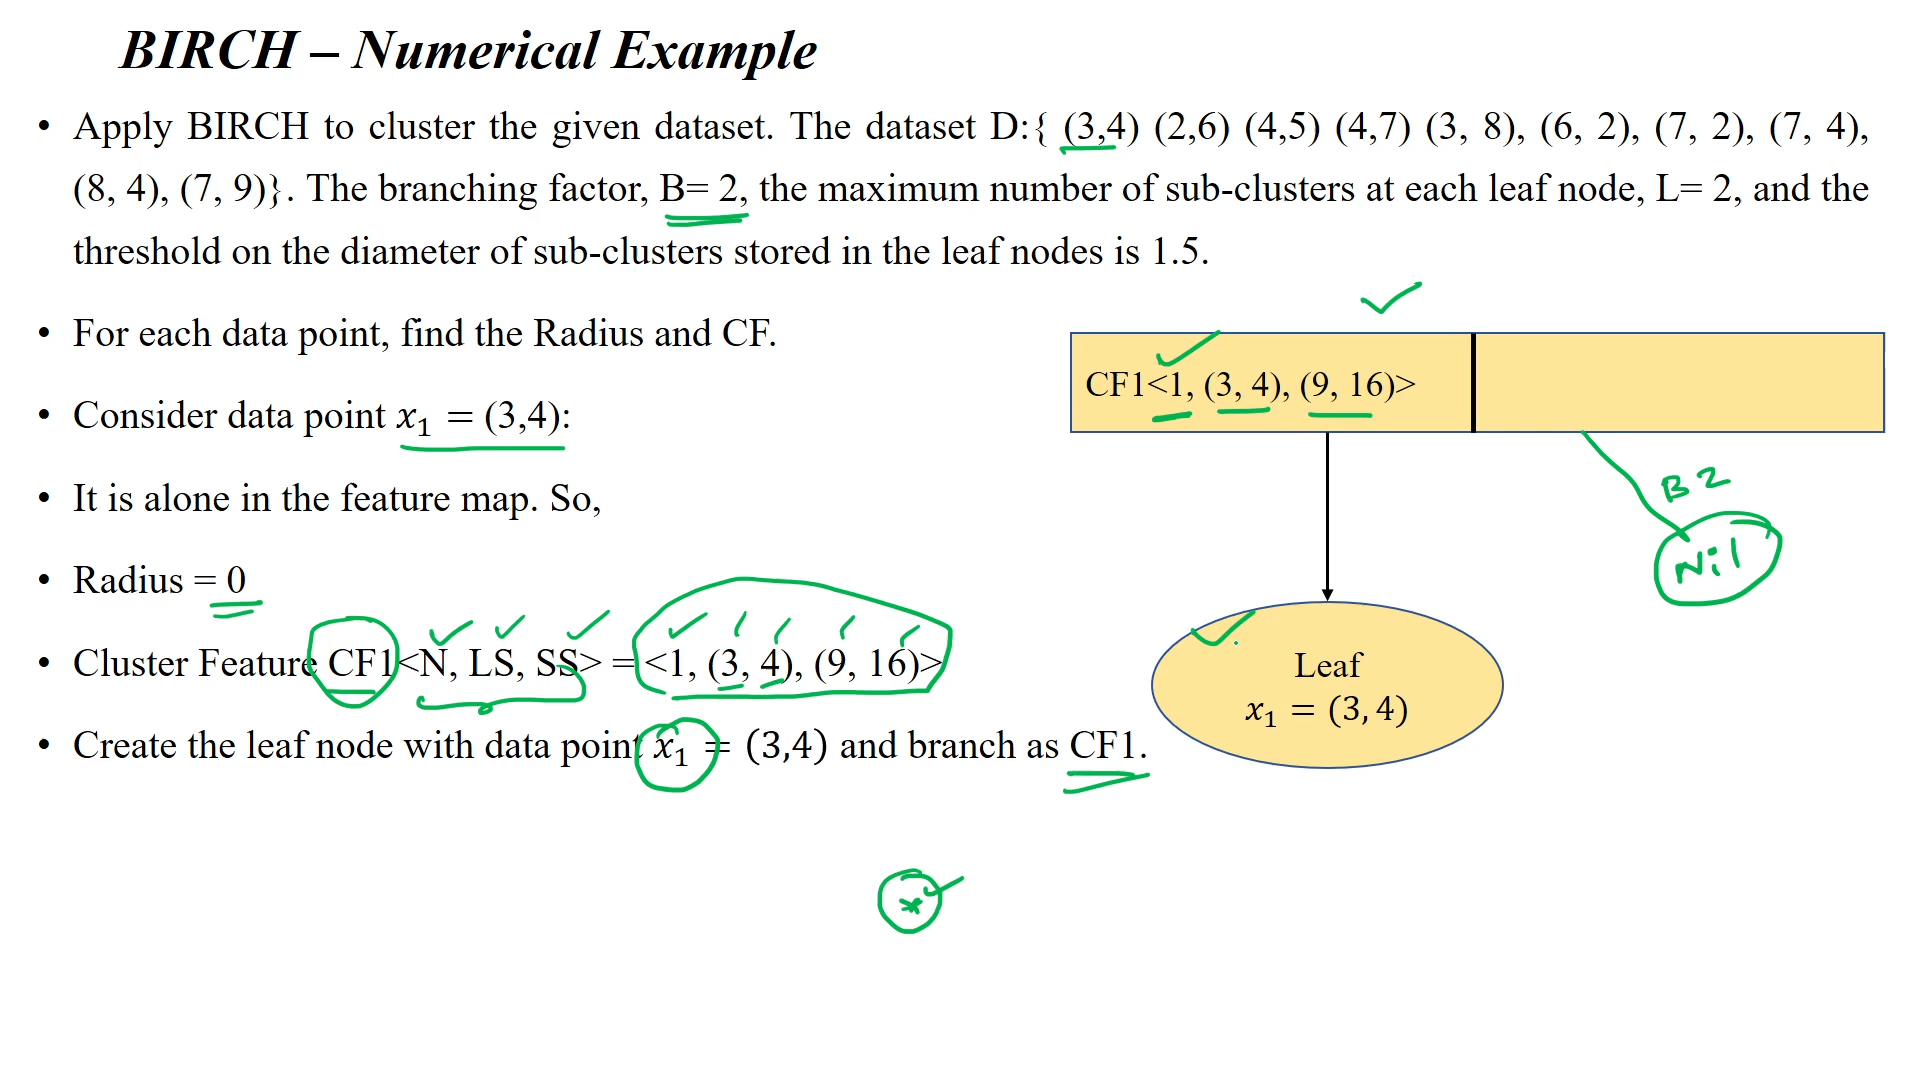 BIRCH – Numerical Example
• Apply BIRCH to cluster the given dataset. The dataset D:{ (3,4) (2,6) (4,5) (4,7) (3, 8), (6, 2), (7, 2), (7, 4),
(8, 4), (7, 9)}. The branching factor, B= 2, the maximum number of sub-clusters at each leaf node, L= 2, and the
threshold on the diameter of sub-clusters stored in the leaf nodes is 1.5.
• For each data point, find the Radius and CF.
• Consider data point x₁ = (3,4):
• It is alone in the feature map. So,
• Radius = 0
• Cluster Feature CF1<N, LS, SS> = <1, (3, 4), (9, 16)>
• Create the leaf node with data point x₁ = (3,4) and branch as CF1.
CF1<1, (3, 4), (9, 16)>
B2
Nil
Leaf
x₁ = (3, 4)